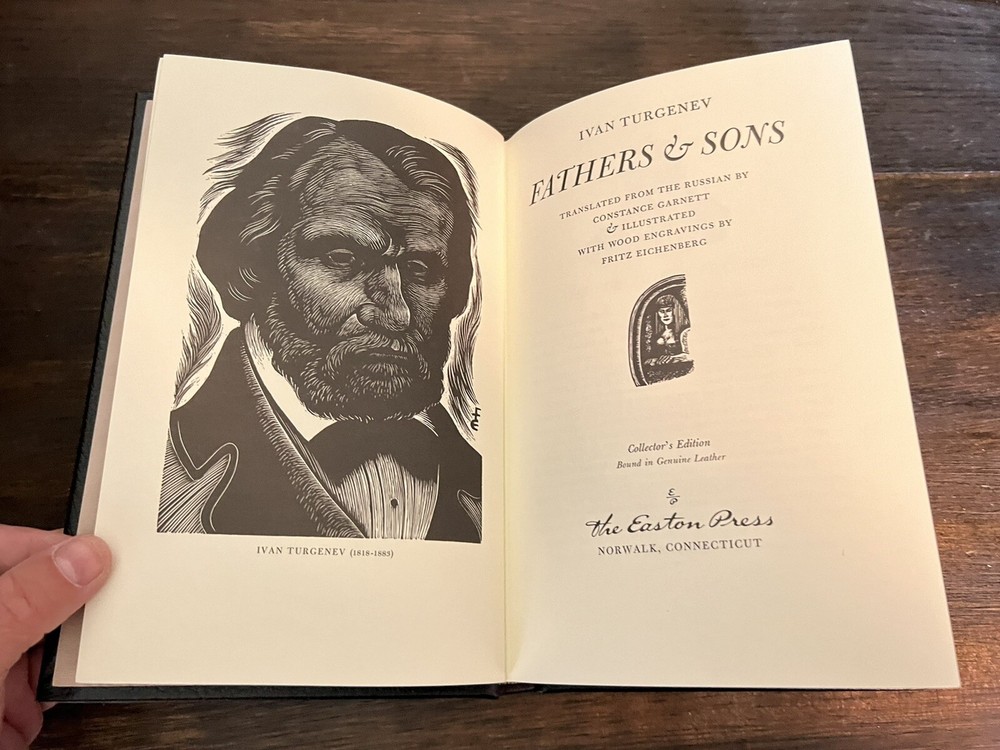 IVAN TURGENEV (1818-1883)
IVAN TURGENEV
FATHERS & SONS
TRANSLATED FROM THE RUSSIAN BY
CONSTANCE GARNETT
& ILLUSTRATED
WITH WOOD ENGRAVINGS BY
FRITZ EICHENBERG
Collector's Edition
Bound in Genuine Leather
the Easton Press
NORWALK, CONNECTICUT